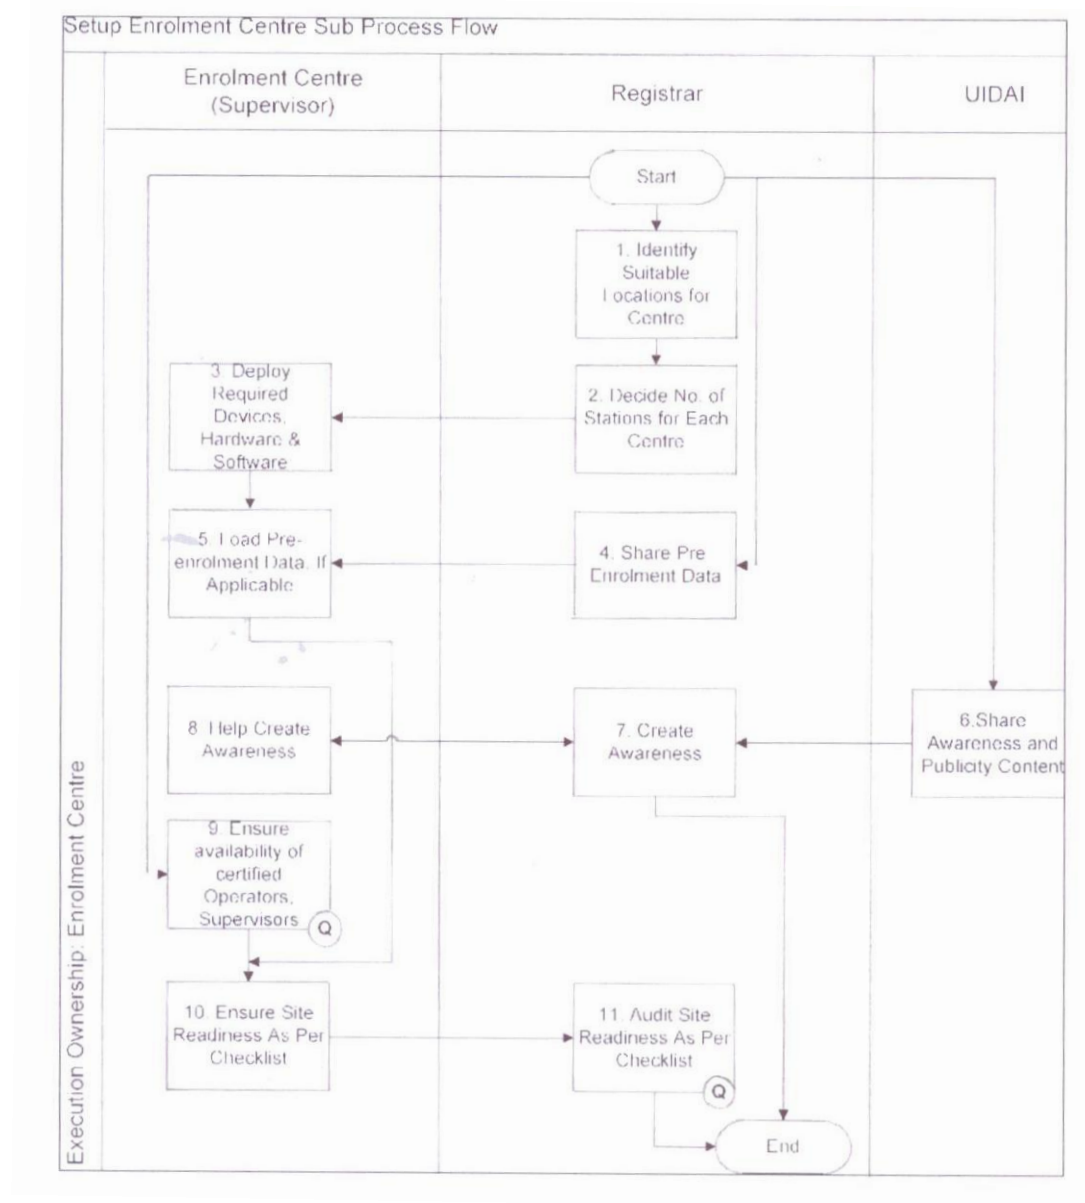 Setup Enrolment Centre Sub Process Flow
Enrolment Centre
(Supervisor)
Registrar
UIDAI
Start
1. Identify
Suitable
Locations for
Centre
2. Decide No. of
Stations for Each
Centre
3. Deploy
Required
Devices,
Hardware &
Software
4. Share Pre
Enrolment Data
5. Load Pre-
enrolment Data, If
Applicable
6.Share
Awareness and
Publicity Content
7. Create
Awareness
8. Help Create
Awareness
9. Ensure
availability of
certified
Operators,
Supervisors
Q
10. Ensure Site
Readiness As Per
Checklist
11. Audit Site
Readiness As Per
Checklist
Q
End
Execution Ownership: Enrolment Centre